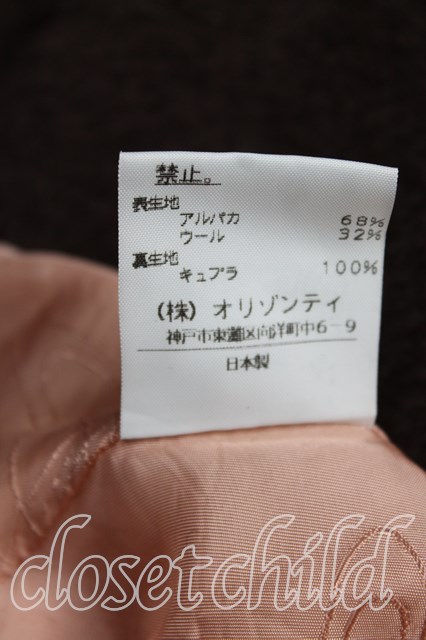 禁止。
表生地
アルパカ 68%
ウール 32%
裏生地
キュプラ 100%
(株) オリゾンティ
神戸市東灘区向洋町中6-9
日本製
closetchild